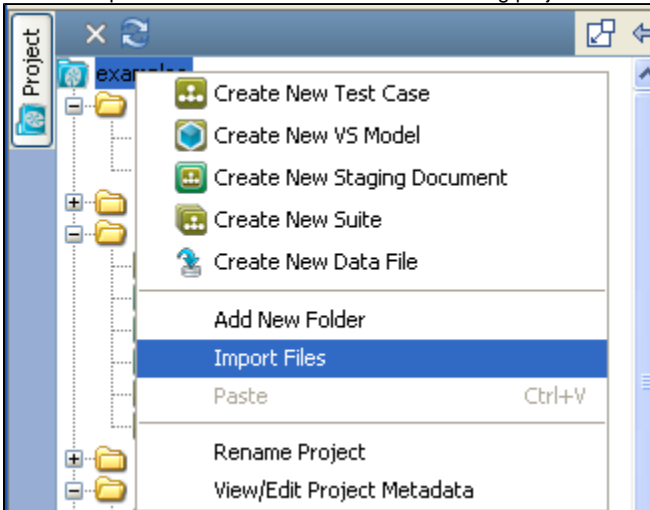 Project
examples
Create New Test Case
Create New VS Model
Create New Staging Document
Create New Suite
Create New Data File
Add New Folder
Import Files
Paste Ctrl+V
Rename Project
View/Edit Project Metadata